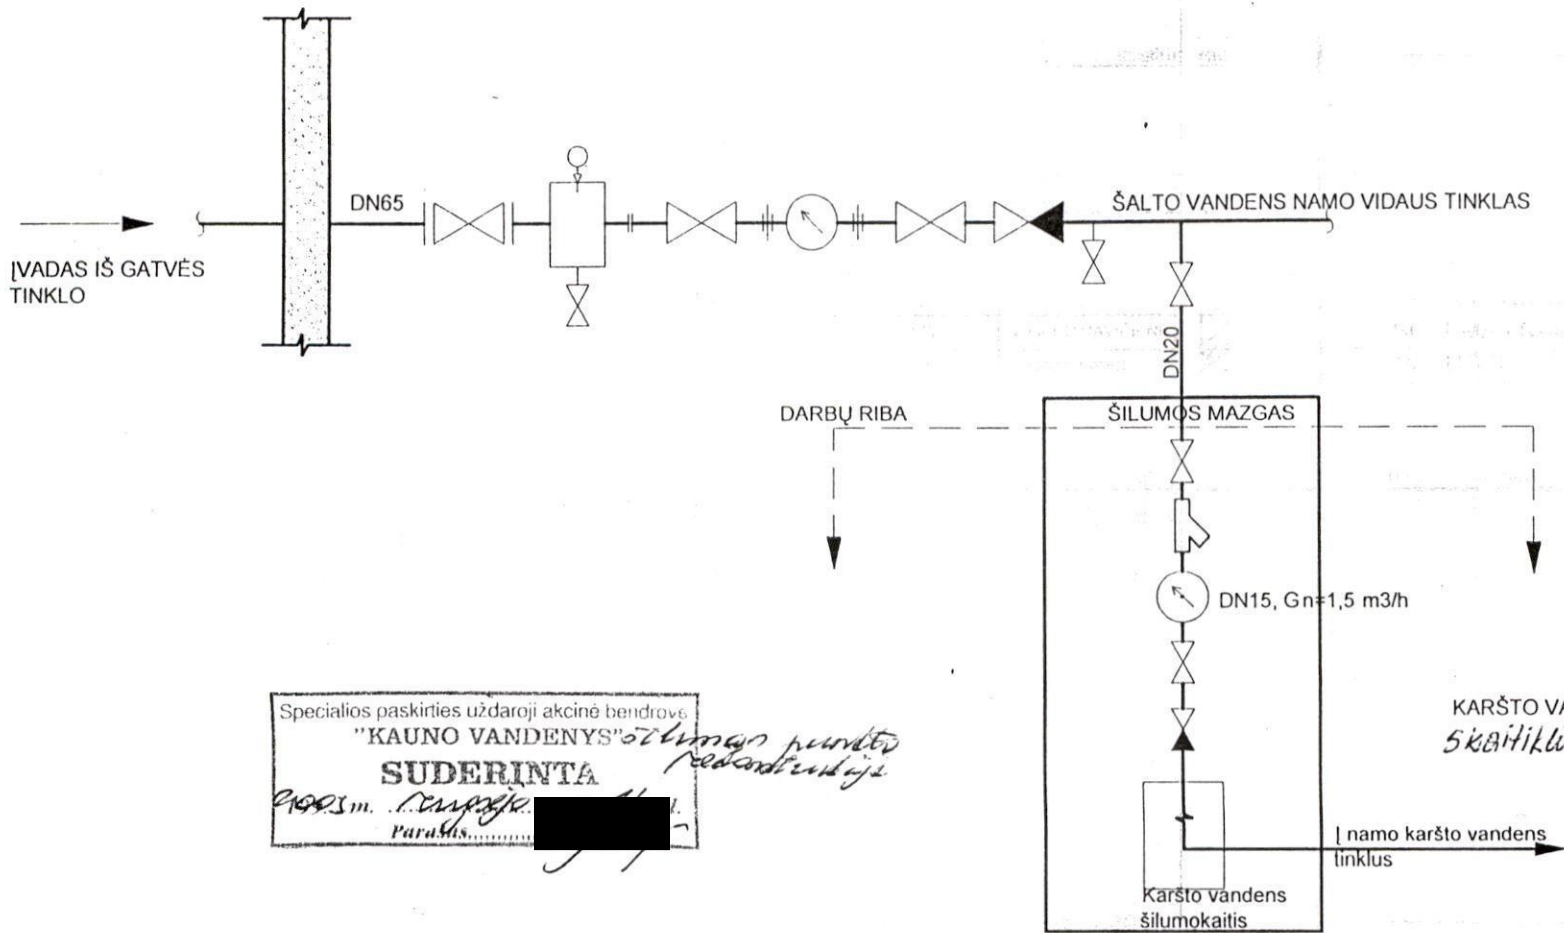 DN65
ŠALTO VANDENS NAMO VIDAUS TINKLAS
ĮVADAS IŠ GATVĖS
TINKLO
DN20
DARBŲ RIBA
ŠILUMOS MAZGAS
DN15, Gn=1,5 m3/h
Specialios paskirties uždaroji akcinė bendrovė
"KAUNO VANDENYS"
SUDERINTA
m.
Parašas
KARŠTO VA
Į namo karšto vandens
tinklus
Karšto vandens
šilumokaitis